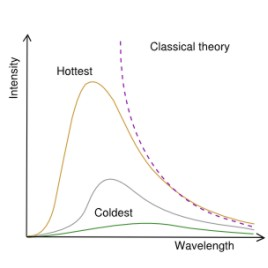 Classical theory
Hottest
Intensity
Coldest
Wavelength